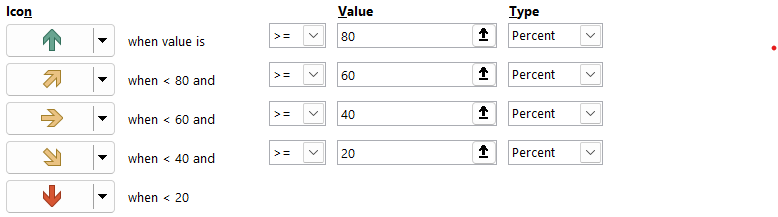 Icon Value Type
when value is >= 80 Percent
when < 80 and >= 60 Percent
when < 60 and >= 40 Percent
when < 40 and >= 20 Percent
when < 20